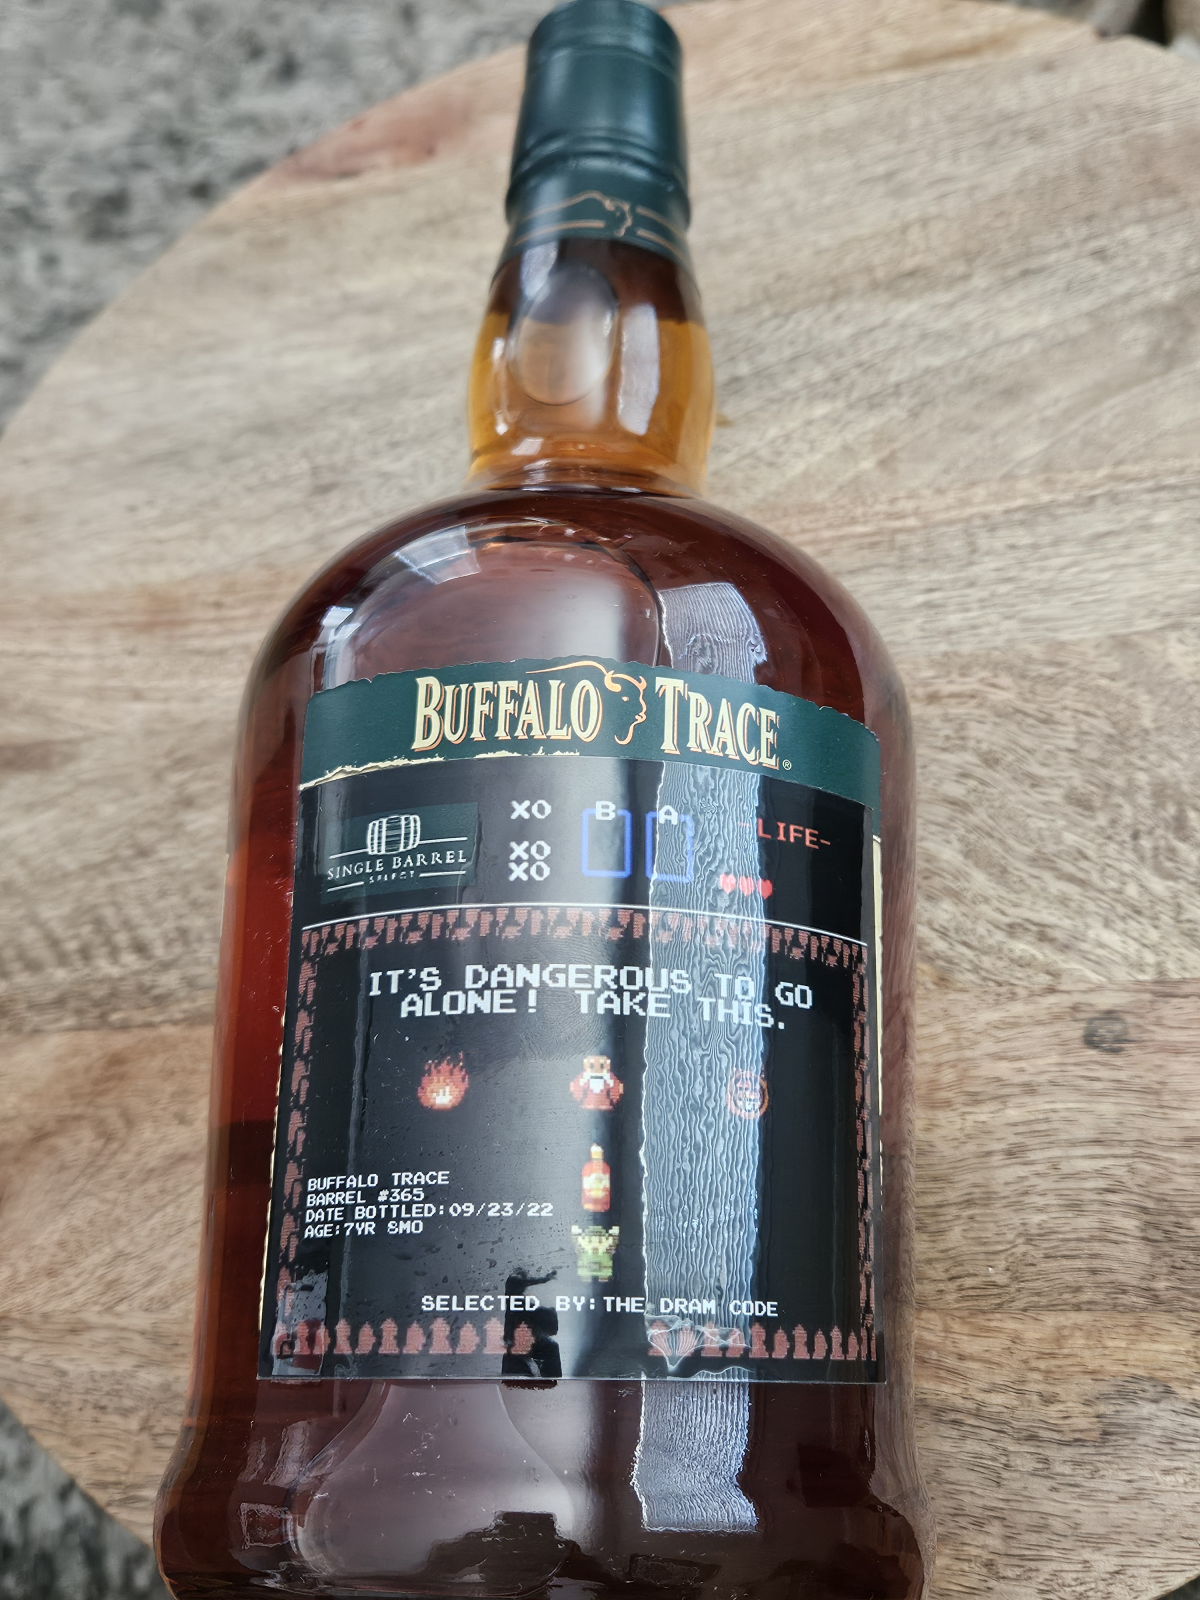 BUFFALO TRACE®
SINGLE BARREL
SELECT
XO
XO
XO
B A
-LIFE-
IT'S DANGEROUS TO GO
ALONE! TAKE THIS.
BUFFALO TRACE
BARREL #365
DATE BOTTLED:09/23/22
AGE:7YR 8MO
SELECTED BY:THE DRAM CODE